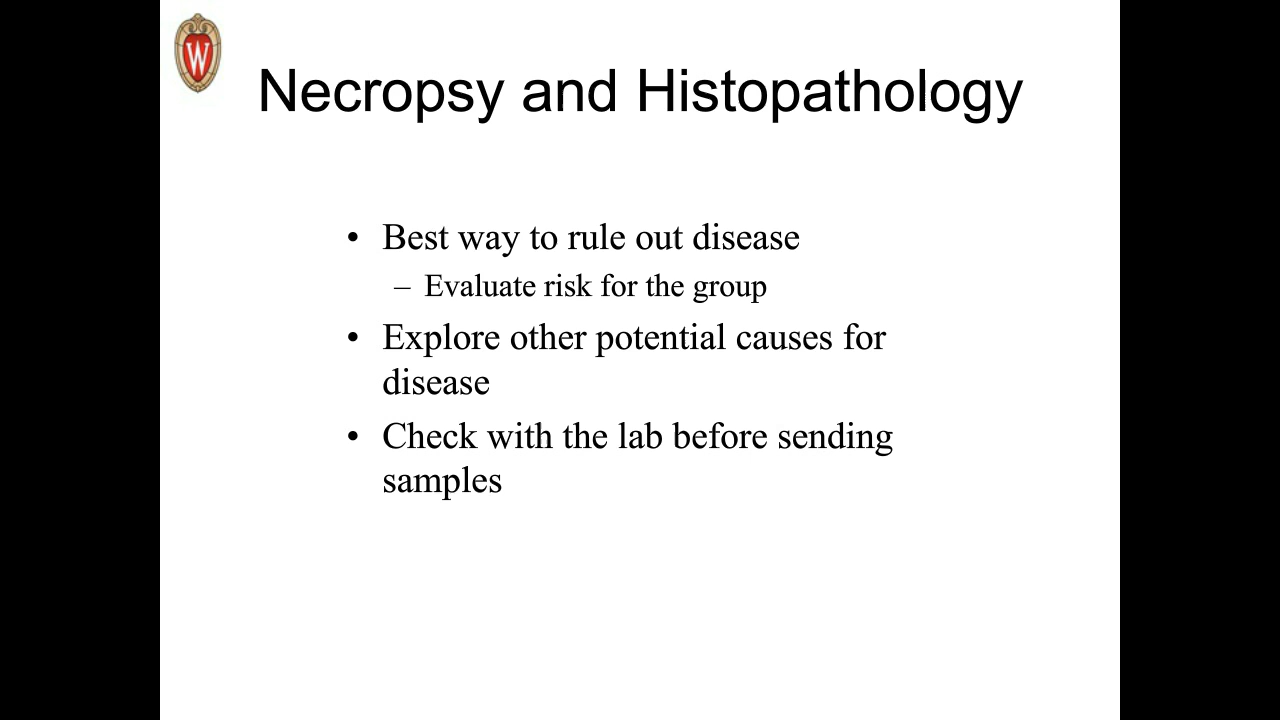 W
Necropsy and Histopathology
• Best way to rule out disease
– Evaluate risk for the group
• Explore other potential causes for
disease
• Check with the lab before sending
samples